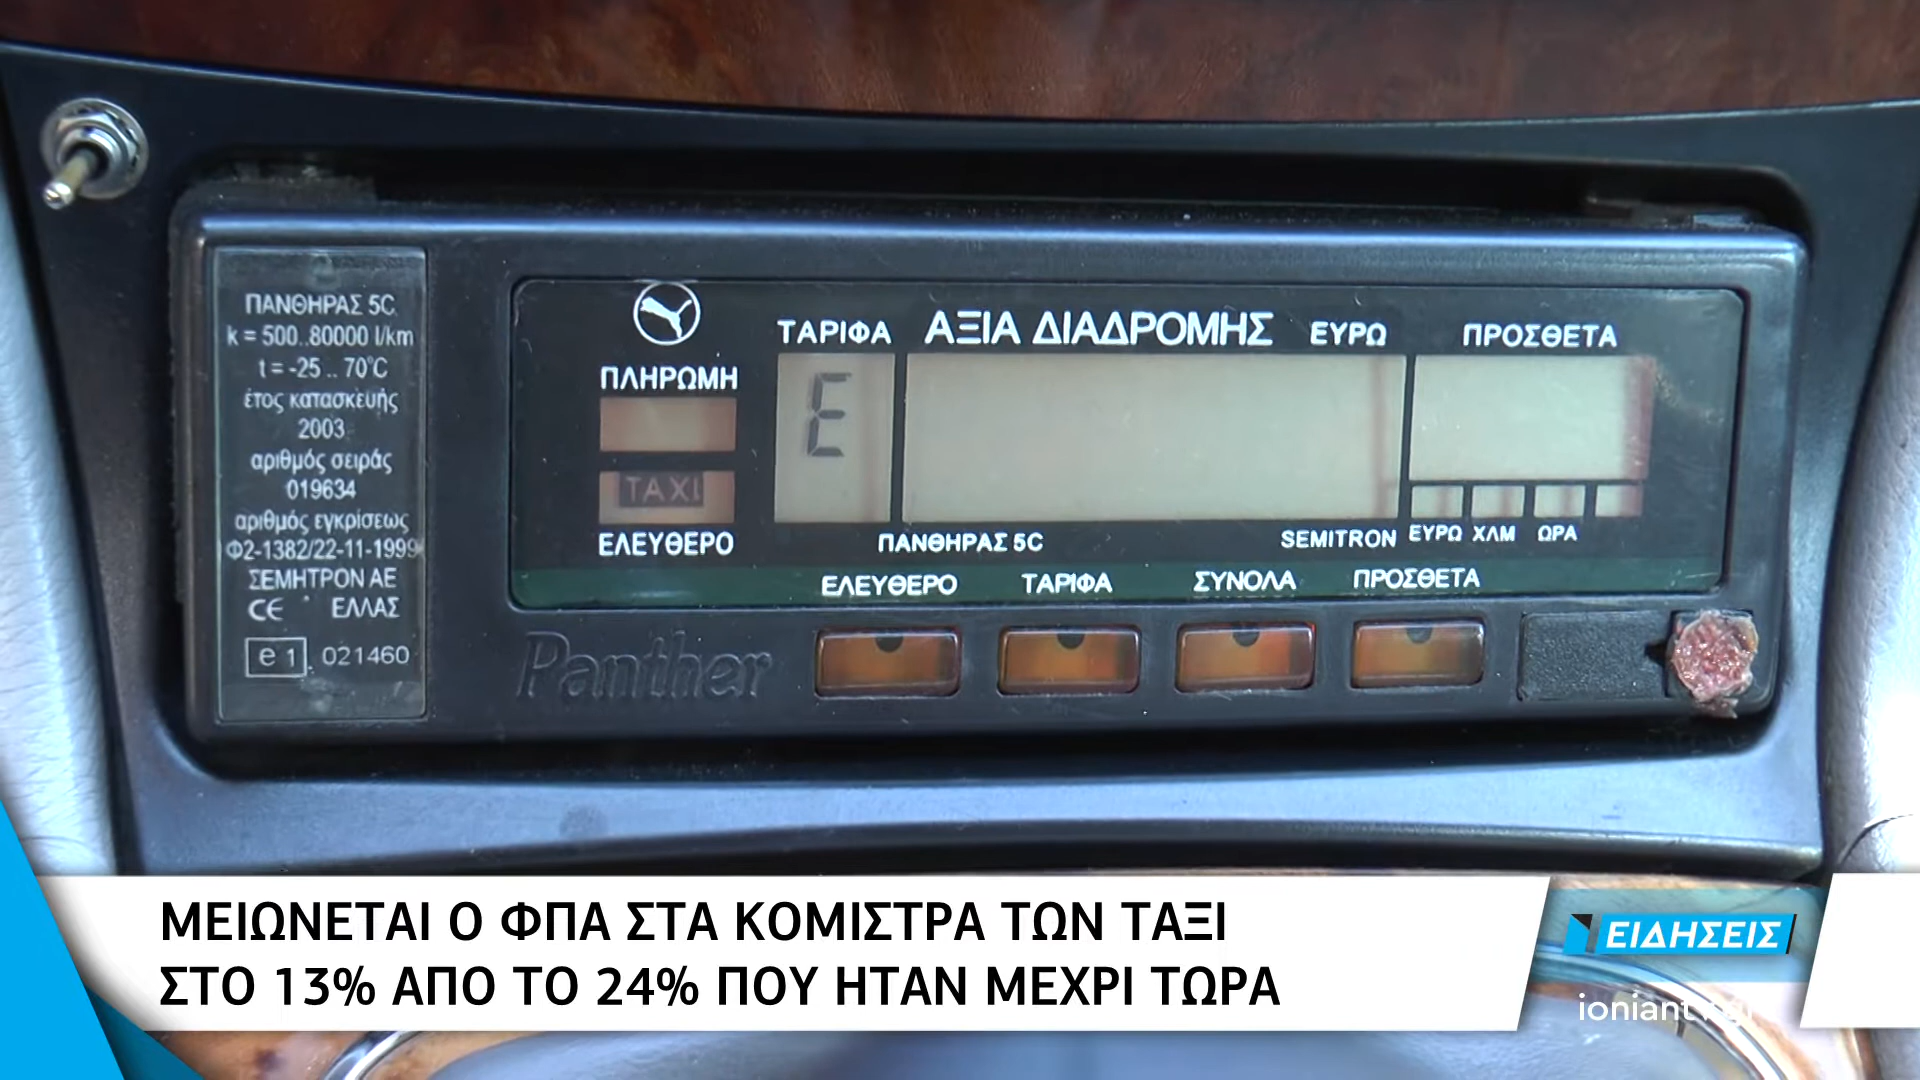 ΠΑΝΘΗΡΑΣ 5C
k = 500..80000 I/km
t = -25 .. 70°C
έτος κατασκευής
2003
αριθμός σειράς
019634
αριθμός εγκρίσεως
Φ2-1382/22-11-1999
ΣΕΜΗΤΡΟΝ ΑΕ
CE ΕΛΛΑΣ
e1 021460
ΤΑΡΙΦΑ ΑΞΙΑ ΔΙΑΔΡΟΜΗΣ ΕΥΡΩ ΠΡΟΣΘΕΤΑ
ΠΛΗΡΩΜΗ
E
TAXI
ΕΛΕΥΘΕΡΟ
ΠΑΝΘΗΡΑΣ 5C SEMITRON ΕΥΡΩ ΧΛΜ ΩΡΑ
ΕΛΕΥΘΕΡΟ ΤΑΡΙΦΑ ΣΥΝΟΛΑ ΠΡΟΣΘΕΤΑ
Panther
ΜΕΙΩΝΕΤΑΙ Ο ΦΠΑ ΣΤΑ ΚΟΜΙΣΤΡΑ ΤΩΝ ΤΑΞΙ
ΣΤΟ 13% ΑΠΟ ΤΟ 24% ΠΟΥ ΗΤΑΝ ΜΕΧΡΙ ΤΩΡΑ
ΕΙΔΗΣΕΙΣ